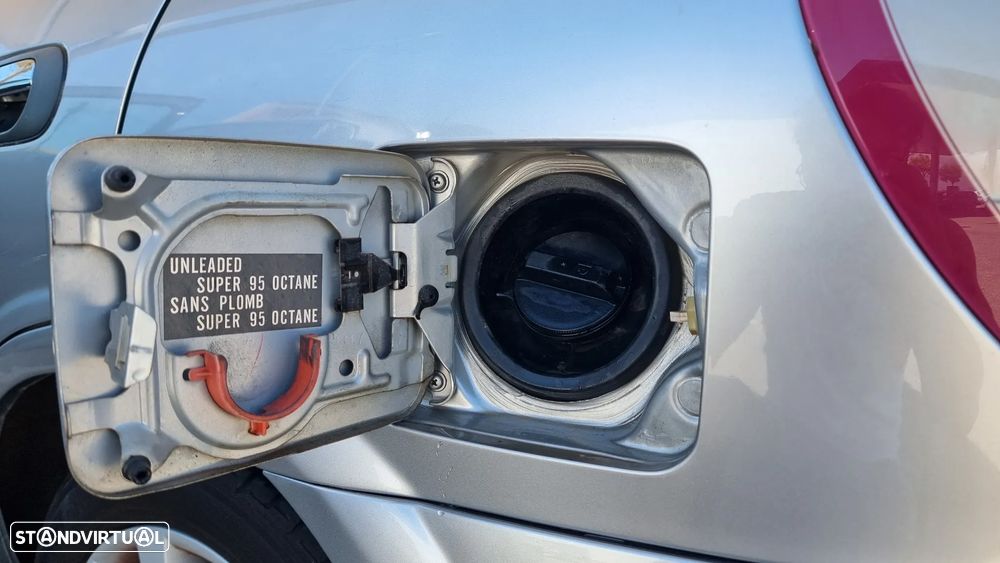 UNLEADED
SUPER 95 OCTANE
SANS PLOMB
SUPER 95 OCTANE
STANDVIRTUAL